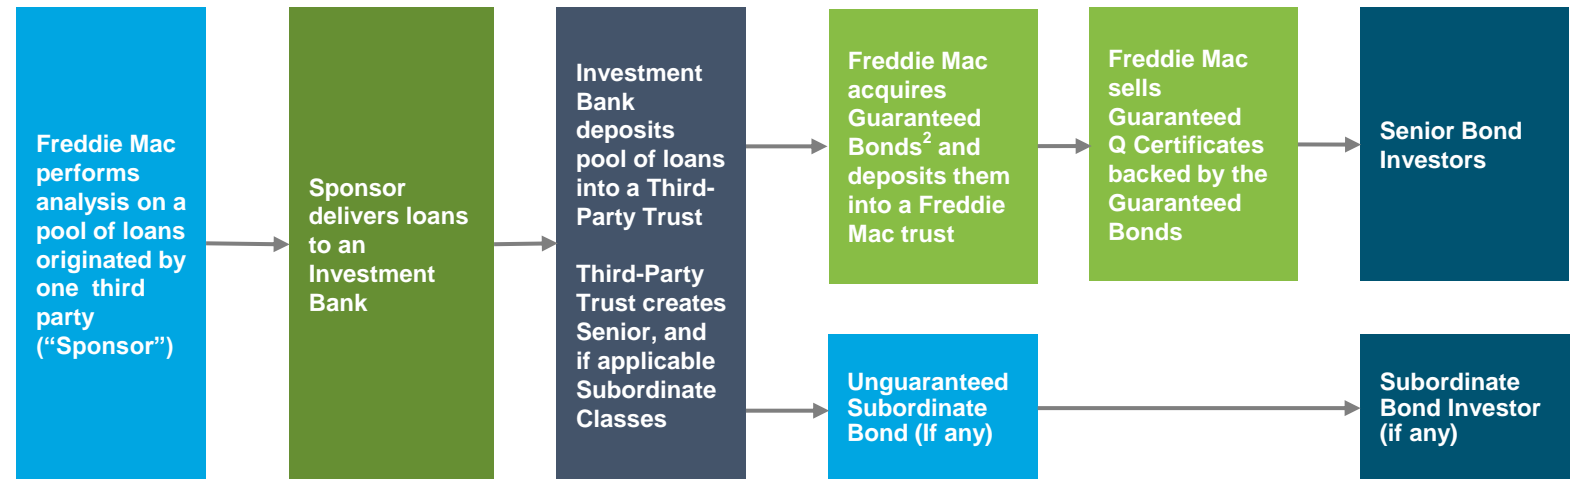 Freddie Mac
performs
analysis on a
pool of loans
originated by
one third
party
(“Sponsor”)
Sponsor
delivers loans
to an
Investment
Bank
Investment
Bank
deposits
pool of loans
into a Third-
Party Trust
Third-Party
Trust creates
Senior, and
if applicable
Subordinate
Classes
Freddie Mac
acquires
Guaranteed
Bonds² and
deposits them
into a Freddie
Mac trust
Freddie Mac
sells
Guaranteed
Q Certificates
backed by the
Guaranteed
Bonds
Senior Bond
Investors
Unguaranteed
Subordinate
Bond (If any)
Subordinate
Bond Investor
(if any)